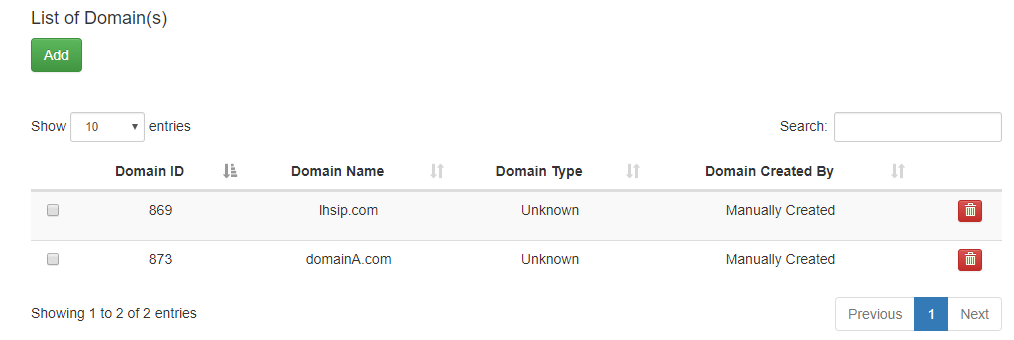 List of Domain(s)
Add
Show 10 entries Search:
Domain ID Domain Name Domain Type Domain Created By
869 lhsip.com Unknown Manually Created
873 domainA.com Unknown Manually Created
Showing 1 to 2 of 2 entries Previous 1 Next